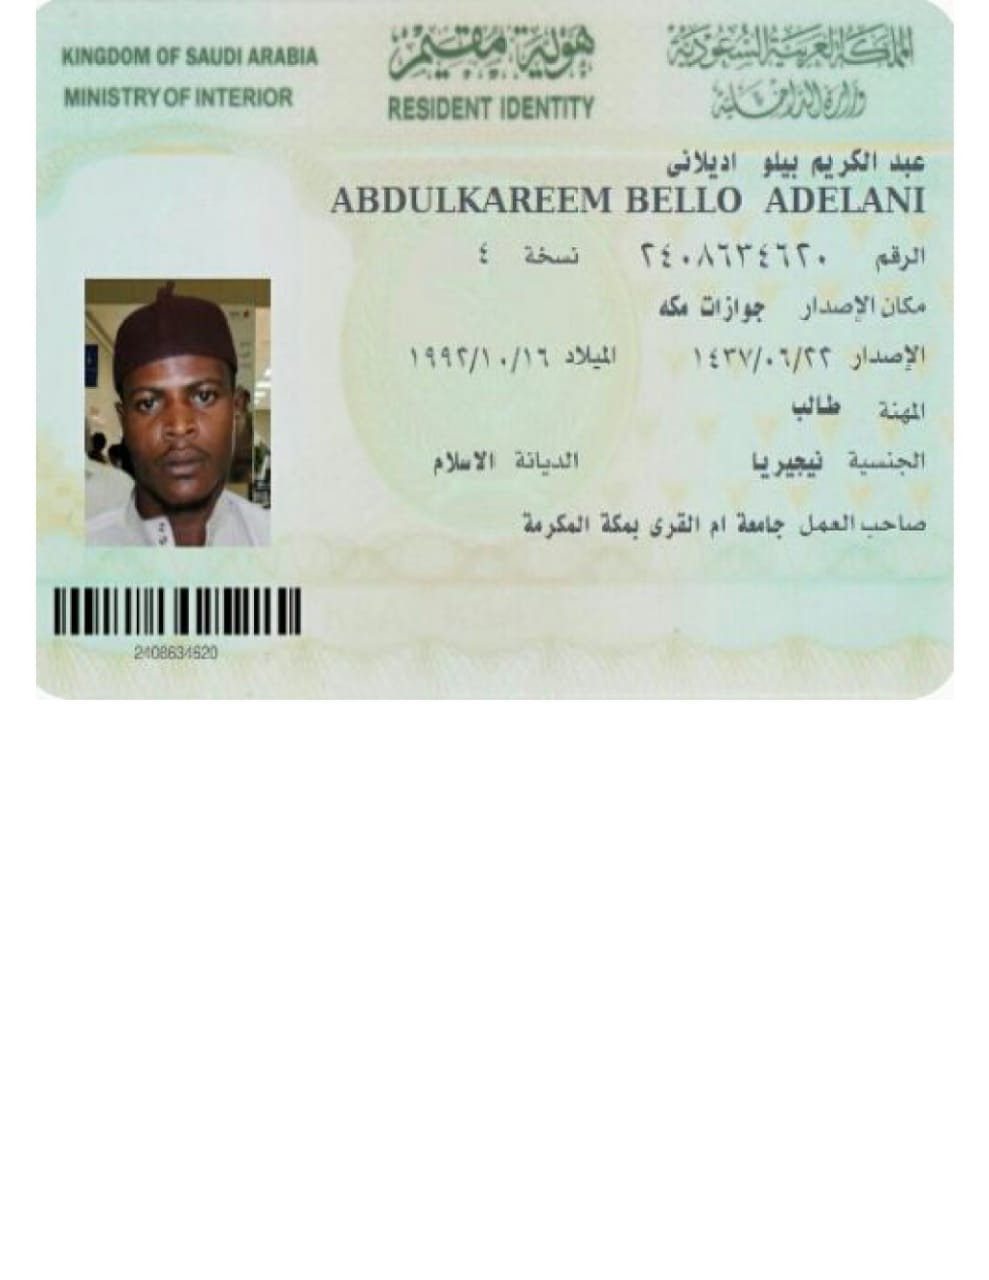 KINGDOM OF SAUDI ARABIA
MINISTRY OF INTERIOR
هوية مقيم
RESIDENT IDENTITY
المملكة العربية السعودية
وزارة الداخلية
عبد الكريم بيلو اديلانى
ABDULKAREEM BELLO ADELANI
الرقم ٢٤٠٨٦٣٤٦٢٠ نسخة ٤
مكان الإصدار جوازات مكه
الإصدار ١٤٣٧/٠٦/٢٢ الميلاد ١٩٩٢/١٠/١٦
المهنة طالب
الجنسية نيجيريا الديانة الاسلام
صاحب العمل جامعة ام القرى بمكة المكرمة
2408634620